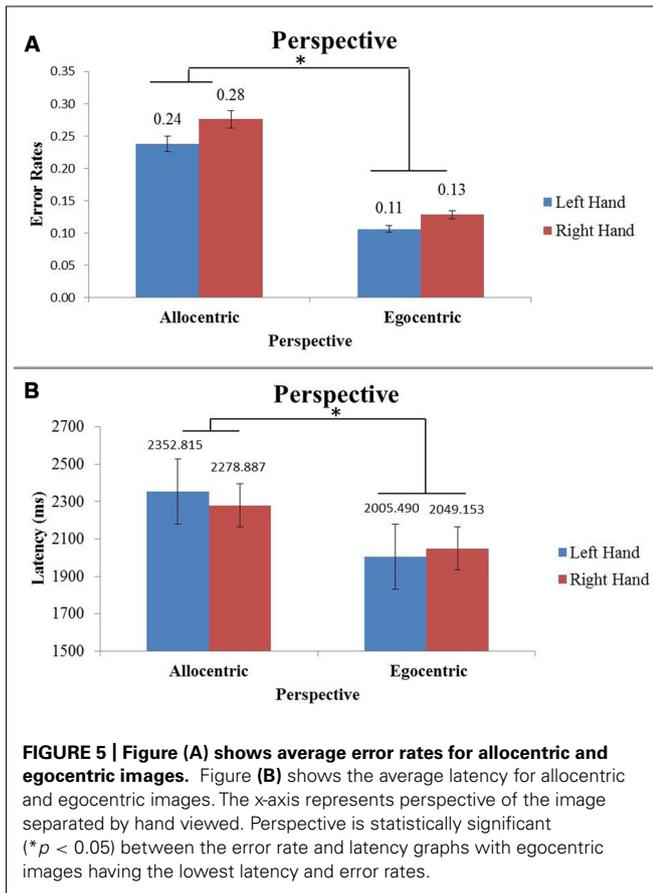 A
Perspective
*
0.35
0.30
0.25
0.20
0.15
0.10
0.05
0.00
Error Rates
0.24
0.28
0.11
0.13
Left Hand
Right Hand
Allocentric
Egocentric
Perspective
B
Perspective
*
2700
2500
2300
2100
1900
1700
1500
Latency (ms)
2352.815
2278.887
2005.490
2049.153
Left Hand
Right Hand
Allocentric
Egocentric
Perspective
FIGURE 5 | Figure (A) shows average error rates for allocentric and
egocentric images. Figure (B) shows the average latency for allocentric
and egocentric images. The x-axis represents perspective of the image
separated by hand viewed. Perspective is statistically significant
(*p < 0.05) between the error rate and latency graphs with egocentric
images having the lowest latency and error rates.